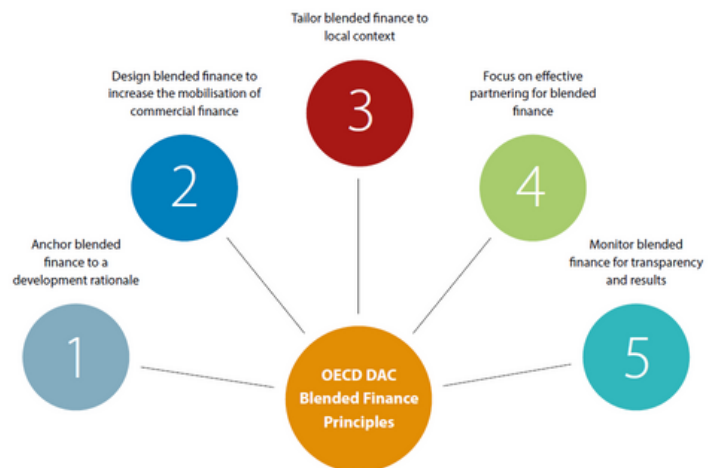 Anchor blended
finance to a
development rationale
1
Design blended finance to
increase the mobilisation of
commercial finance
2
Tailor blended finance to
local context
3
Focus on effective
partnering for blended
finance
4
Monitor blended
finance for transparency
and results
5
OECD DAC
Blended Finance
Principles